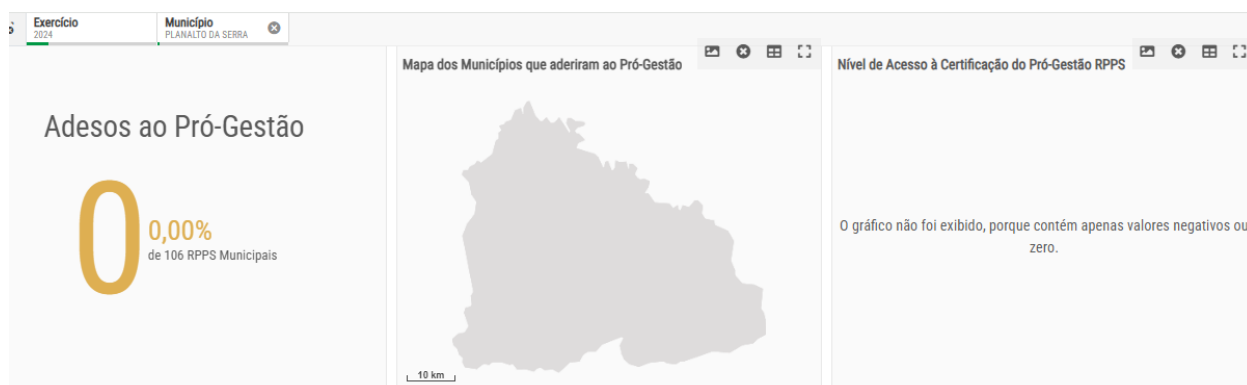 Exercício
2024
Município
PLANALTO DA SERRA
Adesos ao Pró-Gestão
0
0,00%
de 106 RPPS Municipais
Mapa dos Municípios que aderiram ao Pró-Gestão
10 km
Nível de Acesso à Certificação do Pró-Gestão RPPS
O gráfico não foi exibido, porque contém apenas valores negativos ou
zero.